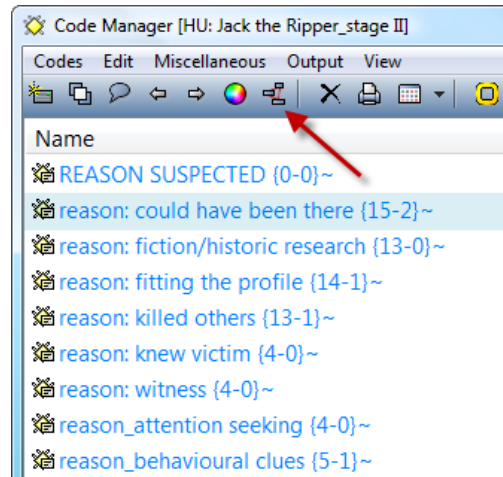 Code Manager [HU: Jack the Ripper_stage II]
Codes Edit Miscellaneous Output View
Name
REASON SUSPECTED {0-0}~
reason: could have been there {15-2}~
reason: fiction/historic research {13-0}~
reason: fitting the profile {14-1}~
reason: killed others {13-1}~
reason: knew victim {4-0}~
reason: witness {4-0}~
reason_attention seeking {4-0}~
reason_behavioural clues {5-1}~